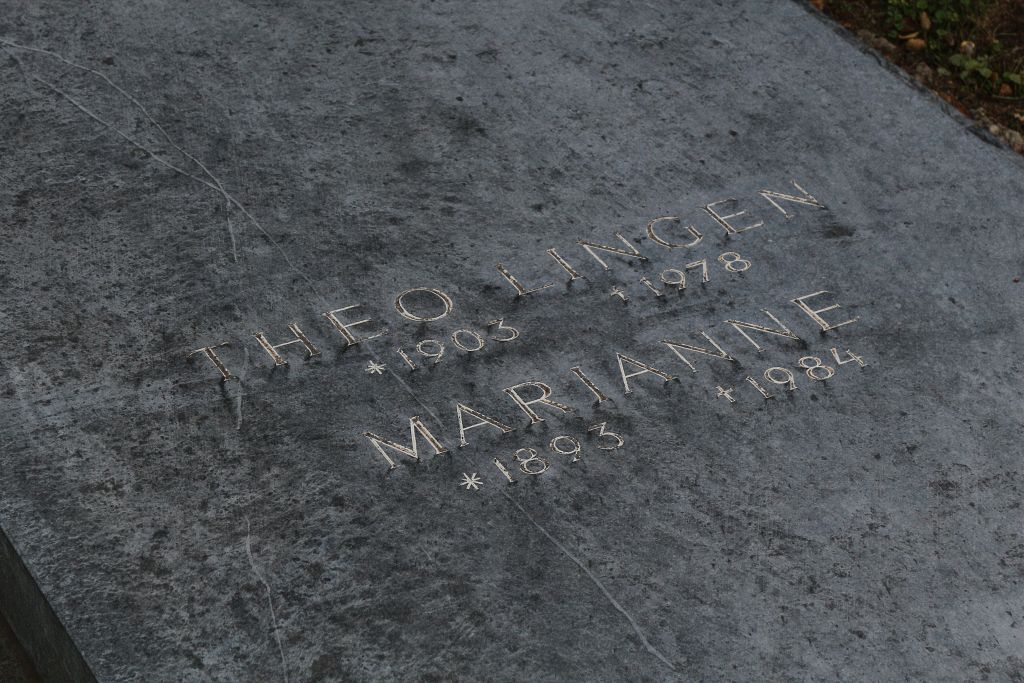 THEO LINGEN
*1903 †1978
MARIANNE
*1893 †1984